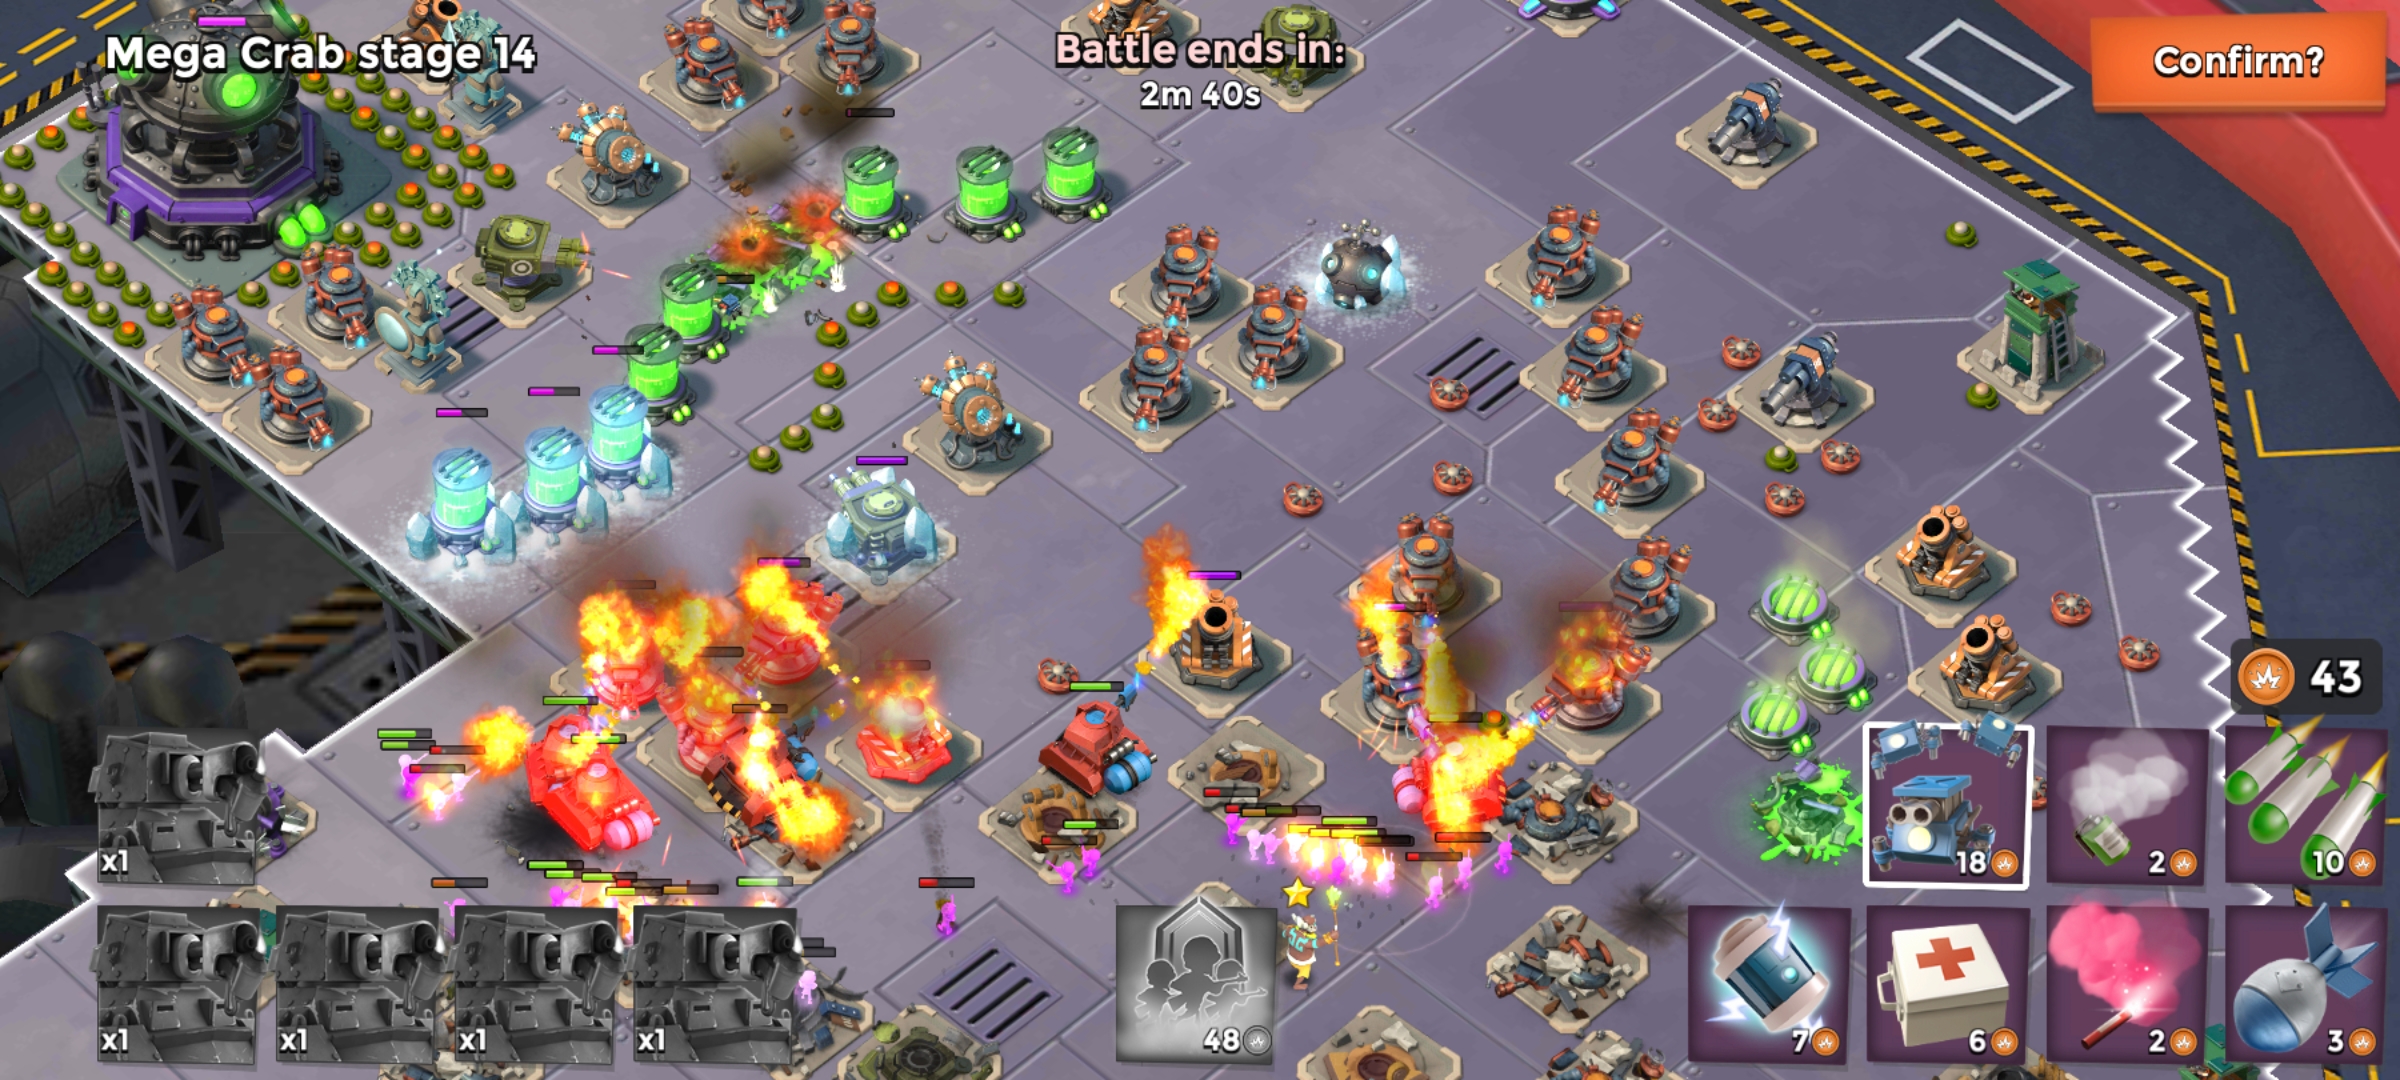 Mega Crab stage 14
Battle ends in:
2m 40s
Confirm?
43
x1
18
2
10
x1
x1
x1
x1
48
7
6
2
3